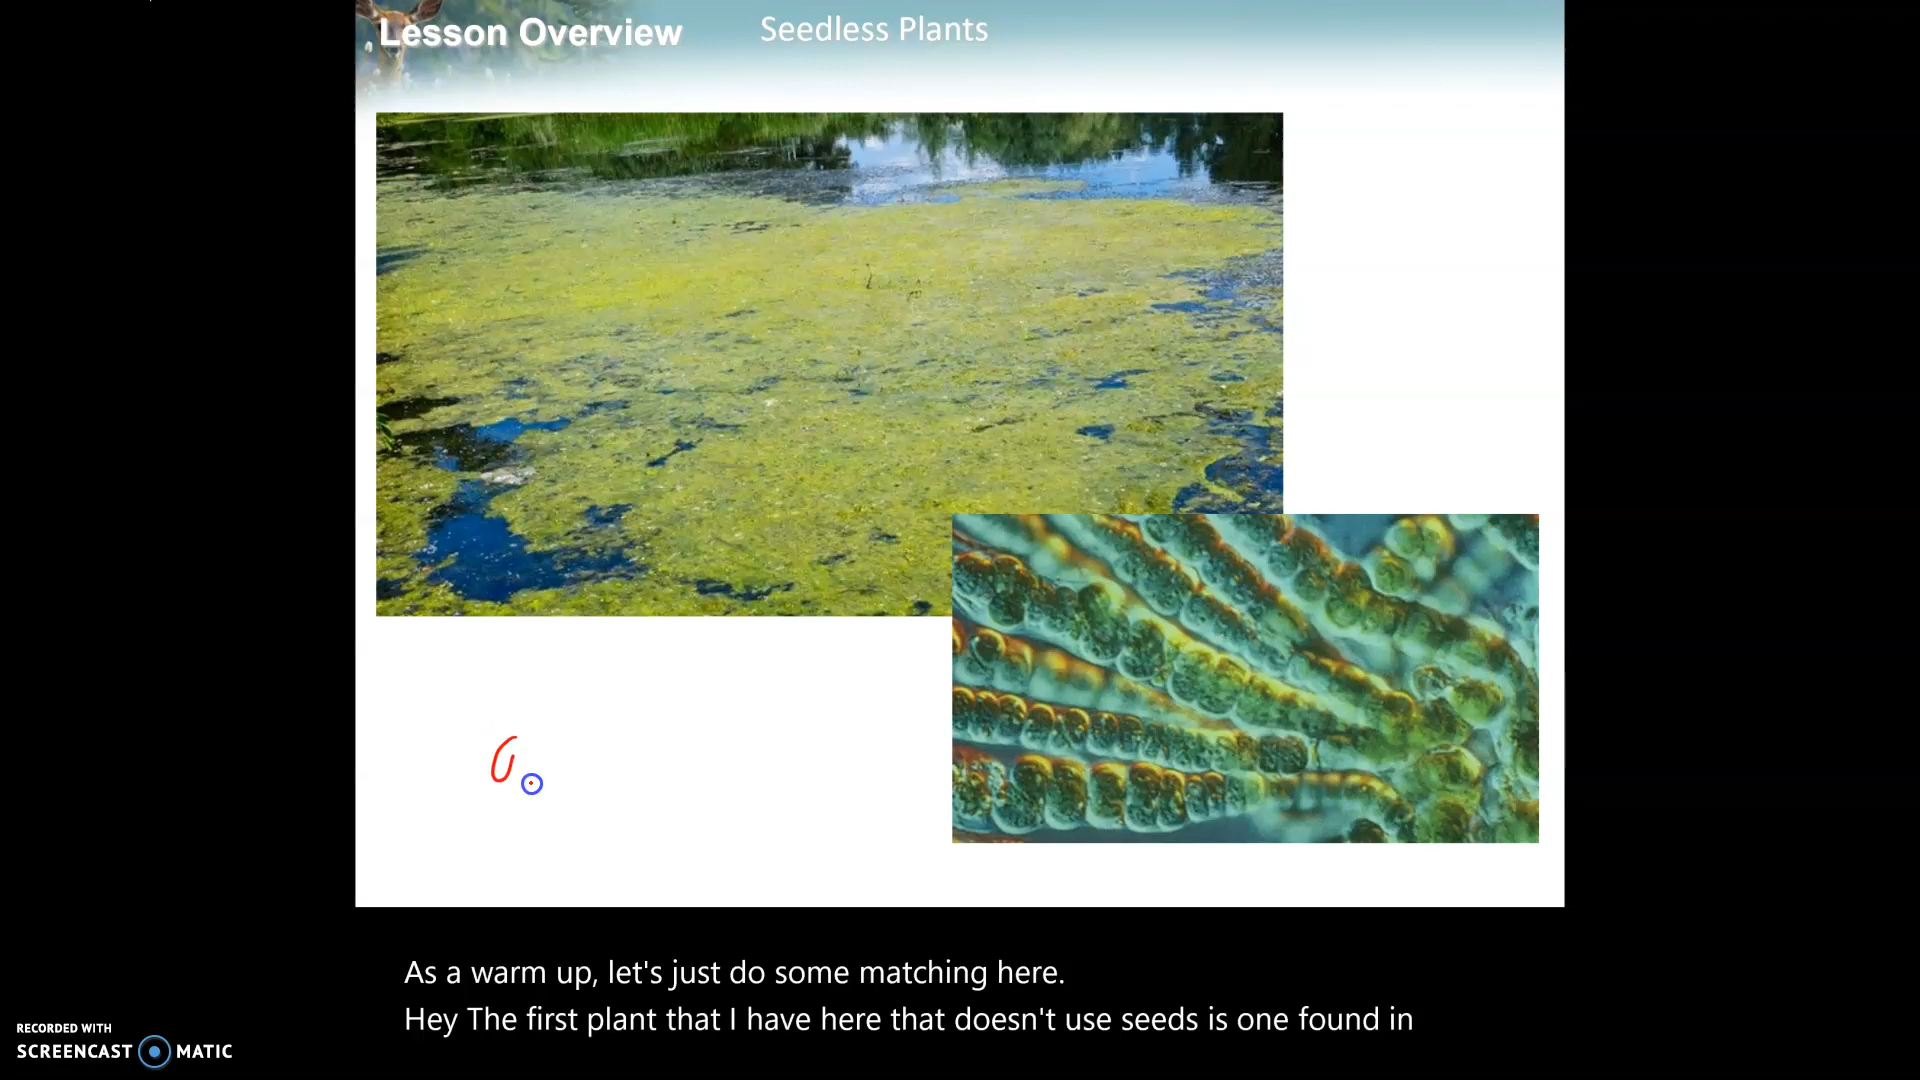 Lesson Overview Seedless Plants
As a warm up, let's just do some matching here.
Hey The first plant that I have here that doesn't use seeds is one found in
RECORDED WITH
SCREENCAST MATIC